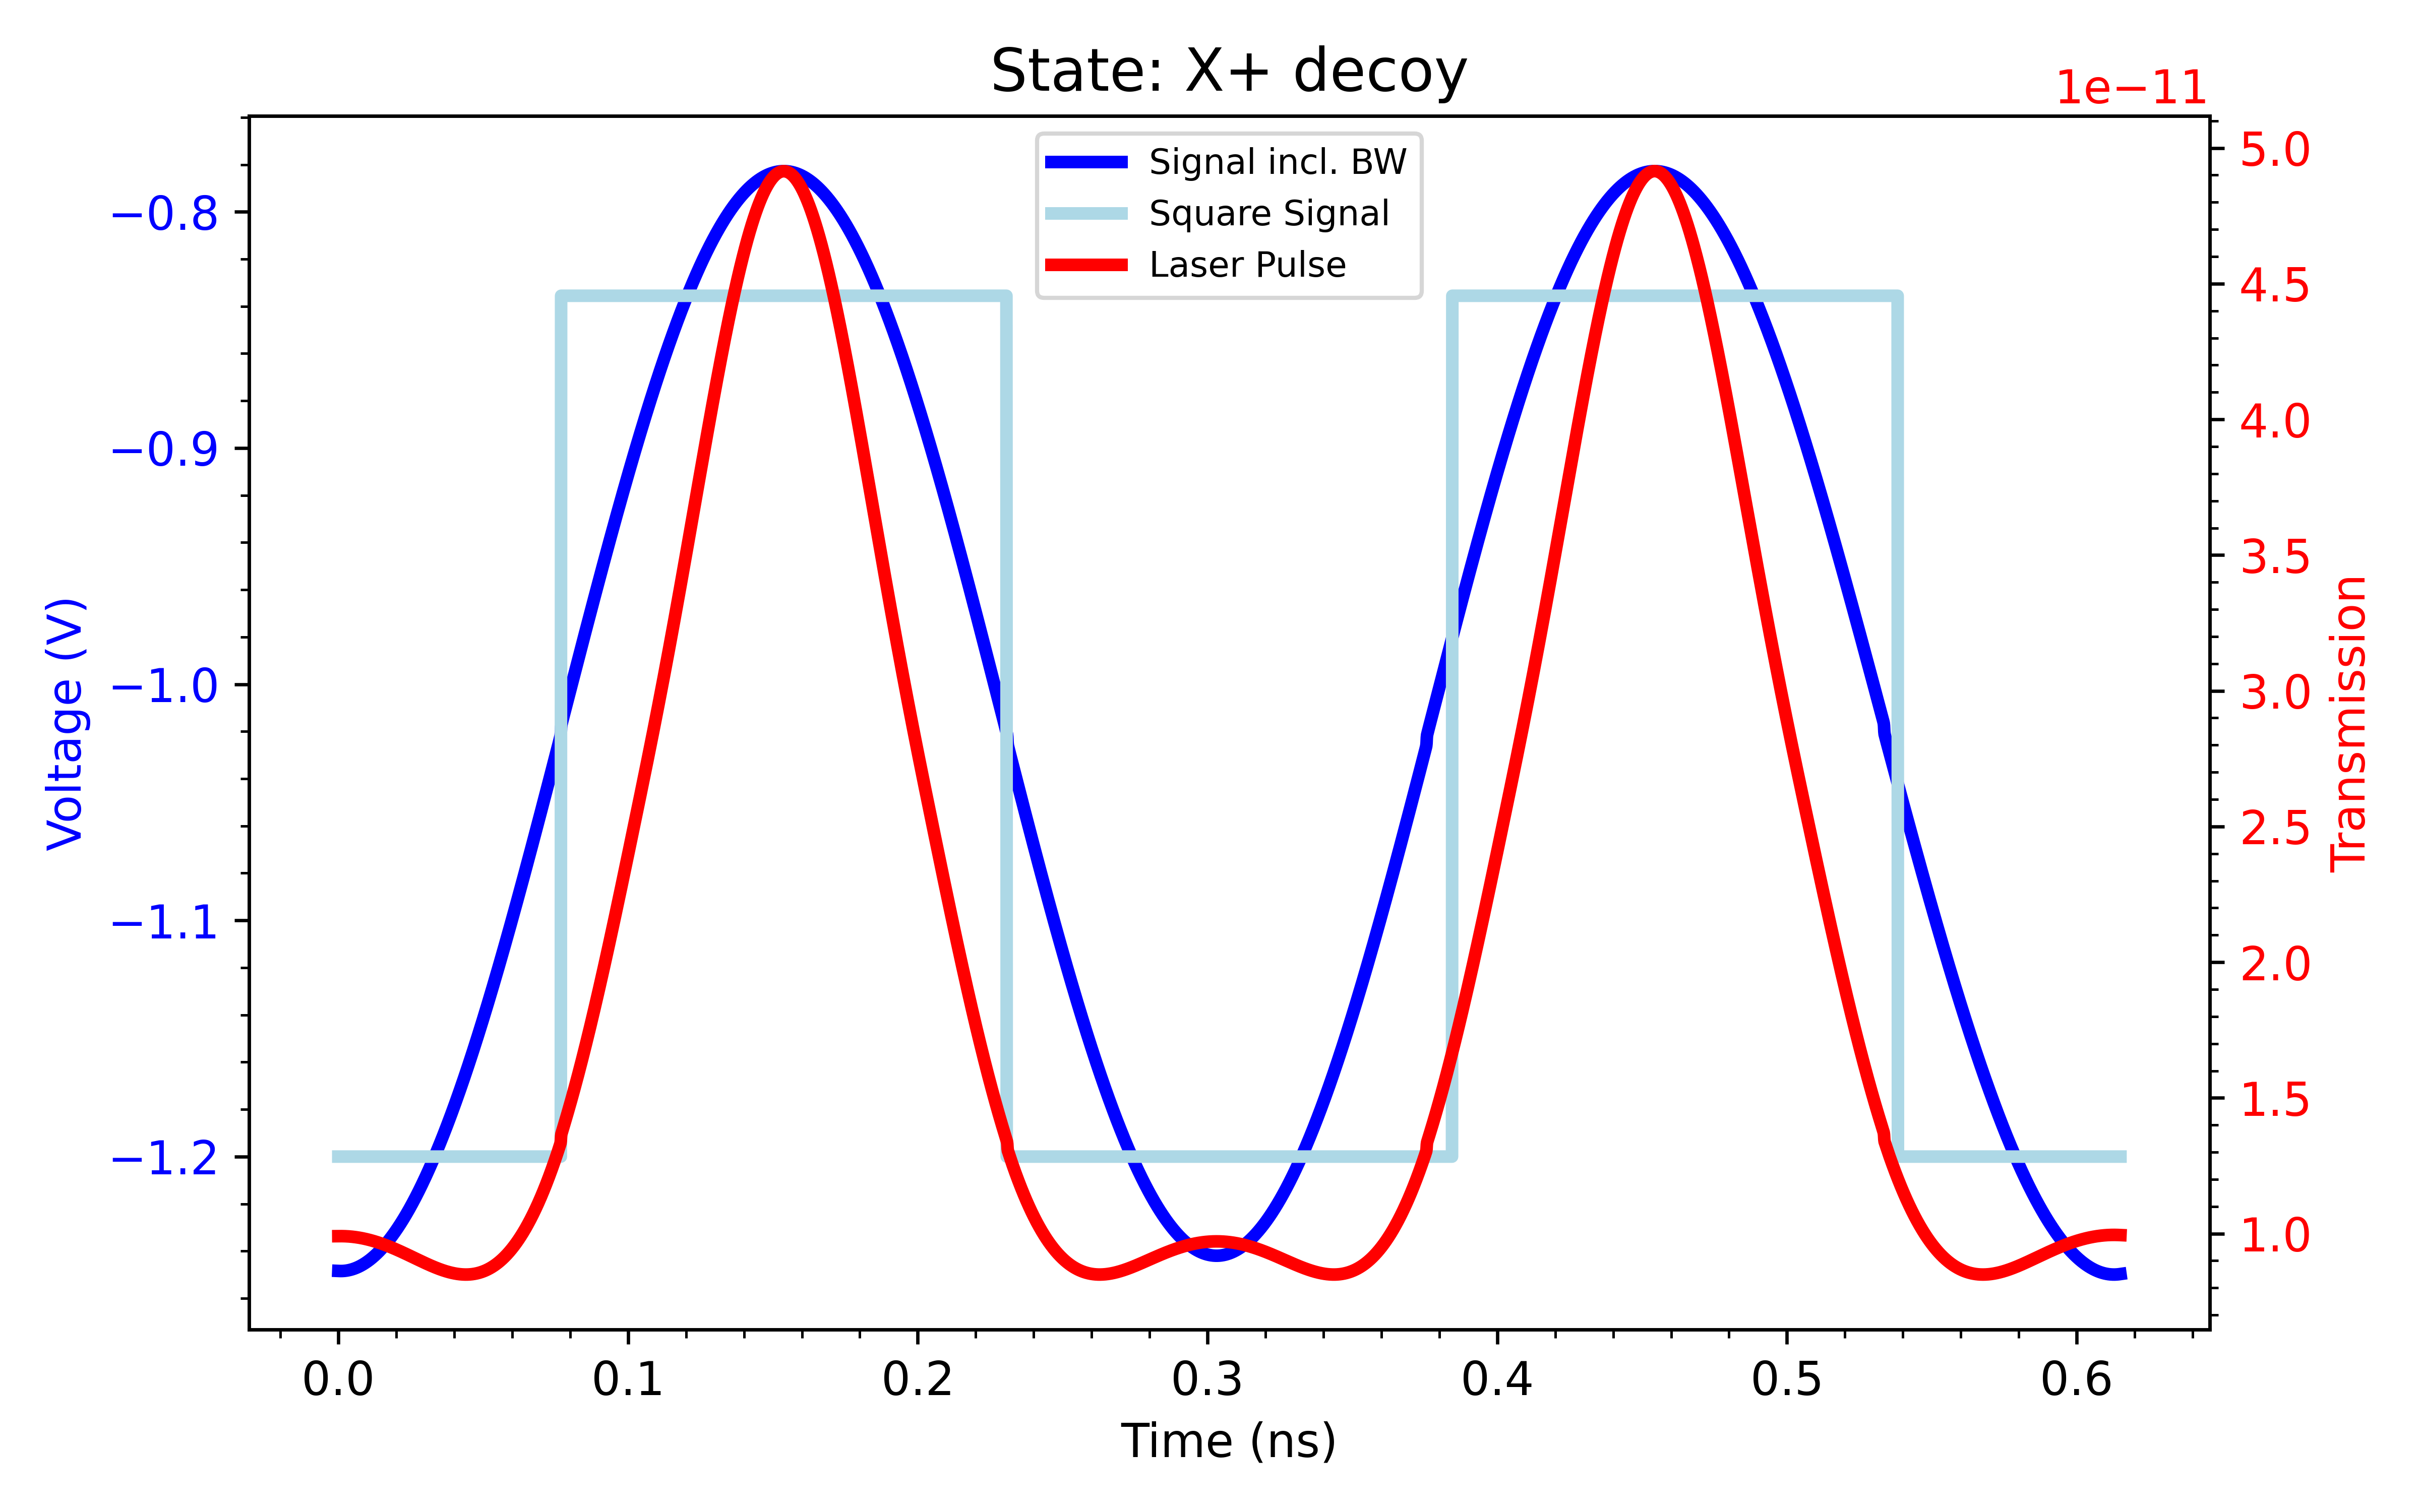 State: X+ decoy
1e−11
Signal incl. BW
Square Signal
Laser Pulse
Voltage (V)
−0.8
−0.9
−1.0
−1.1
−1.2
5.0
4.5
4.0
3.5
3.0
2.5
2.0
1.5
1.0
Transmission
0.0 0.1 0.2 0.3 0.4 0.5 0.6
Time (ns)